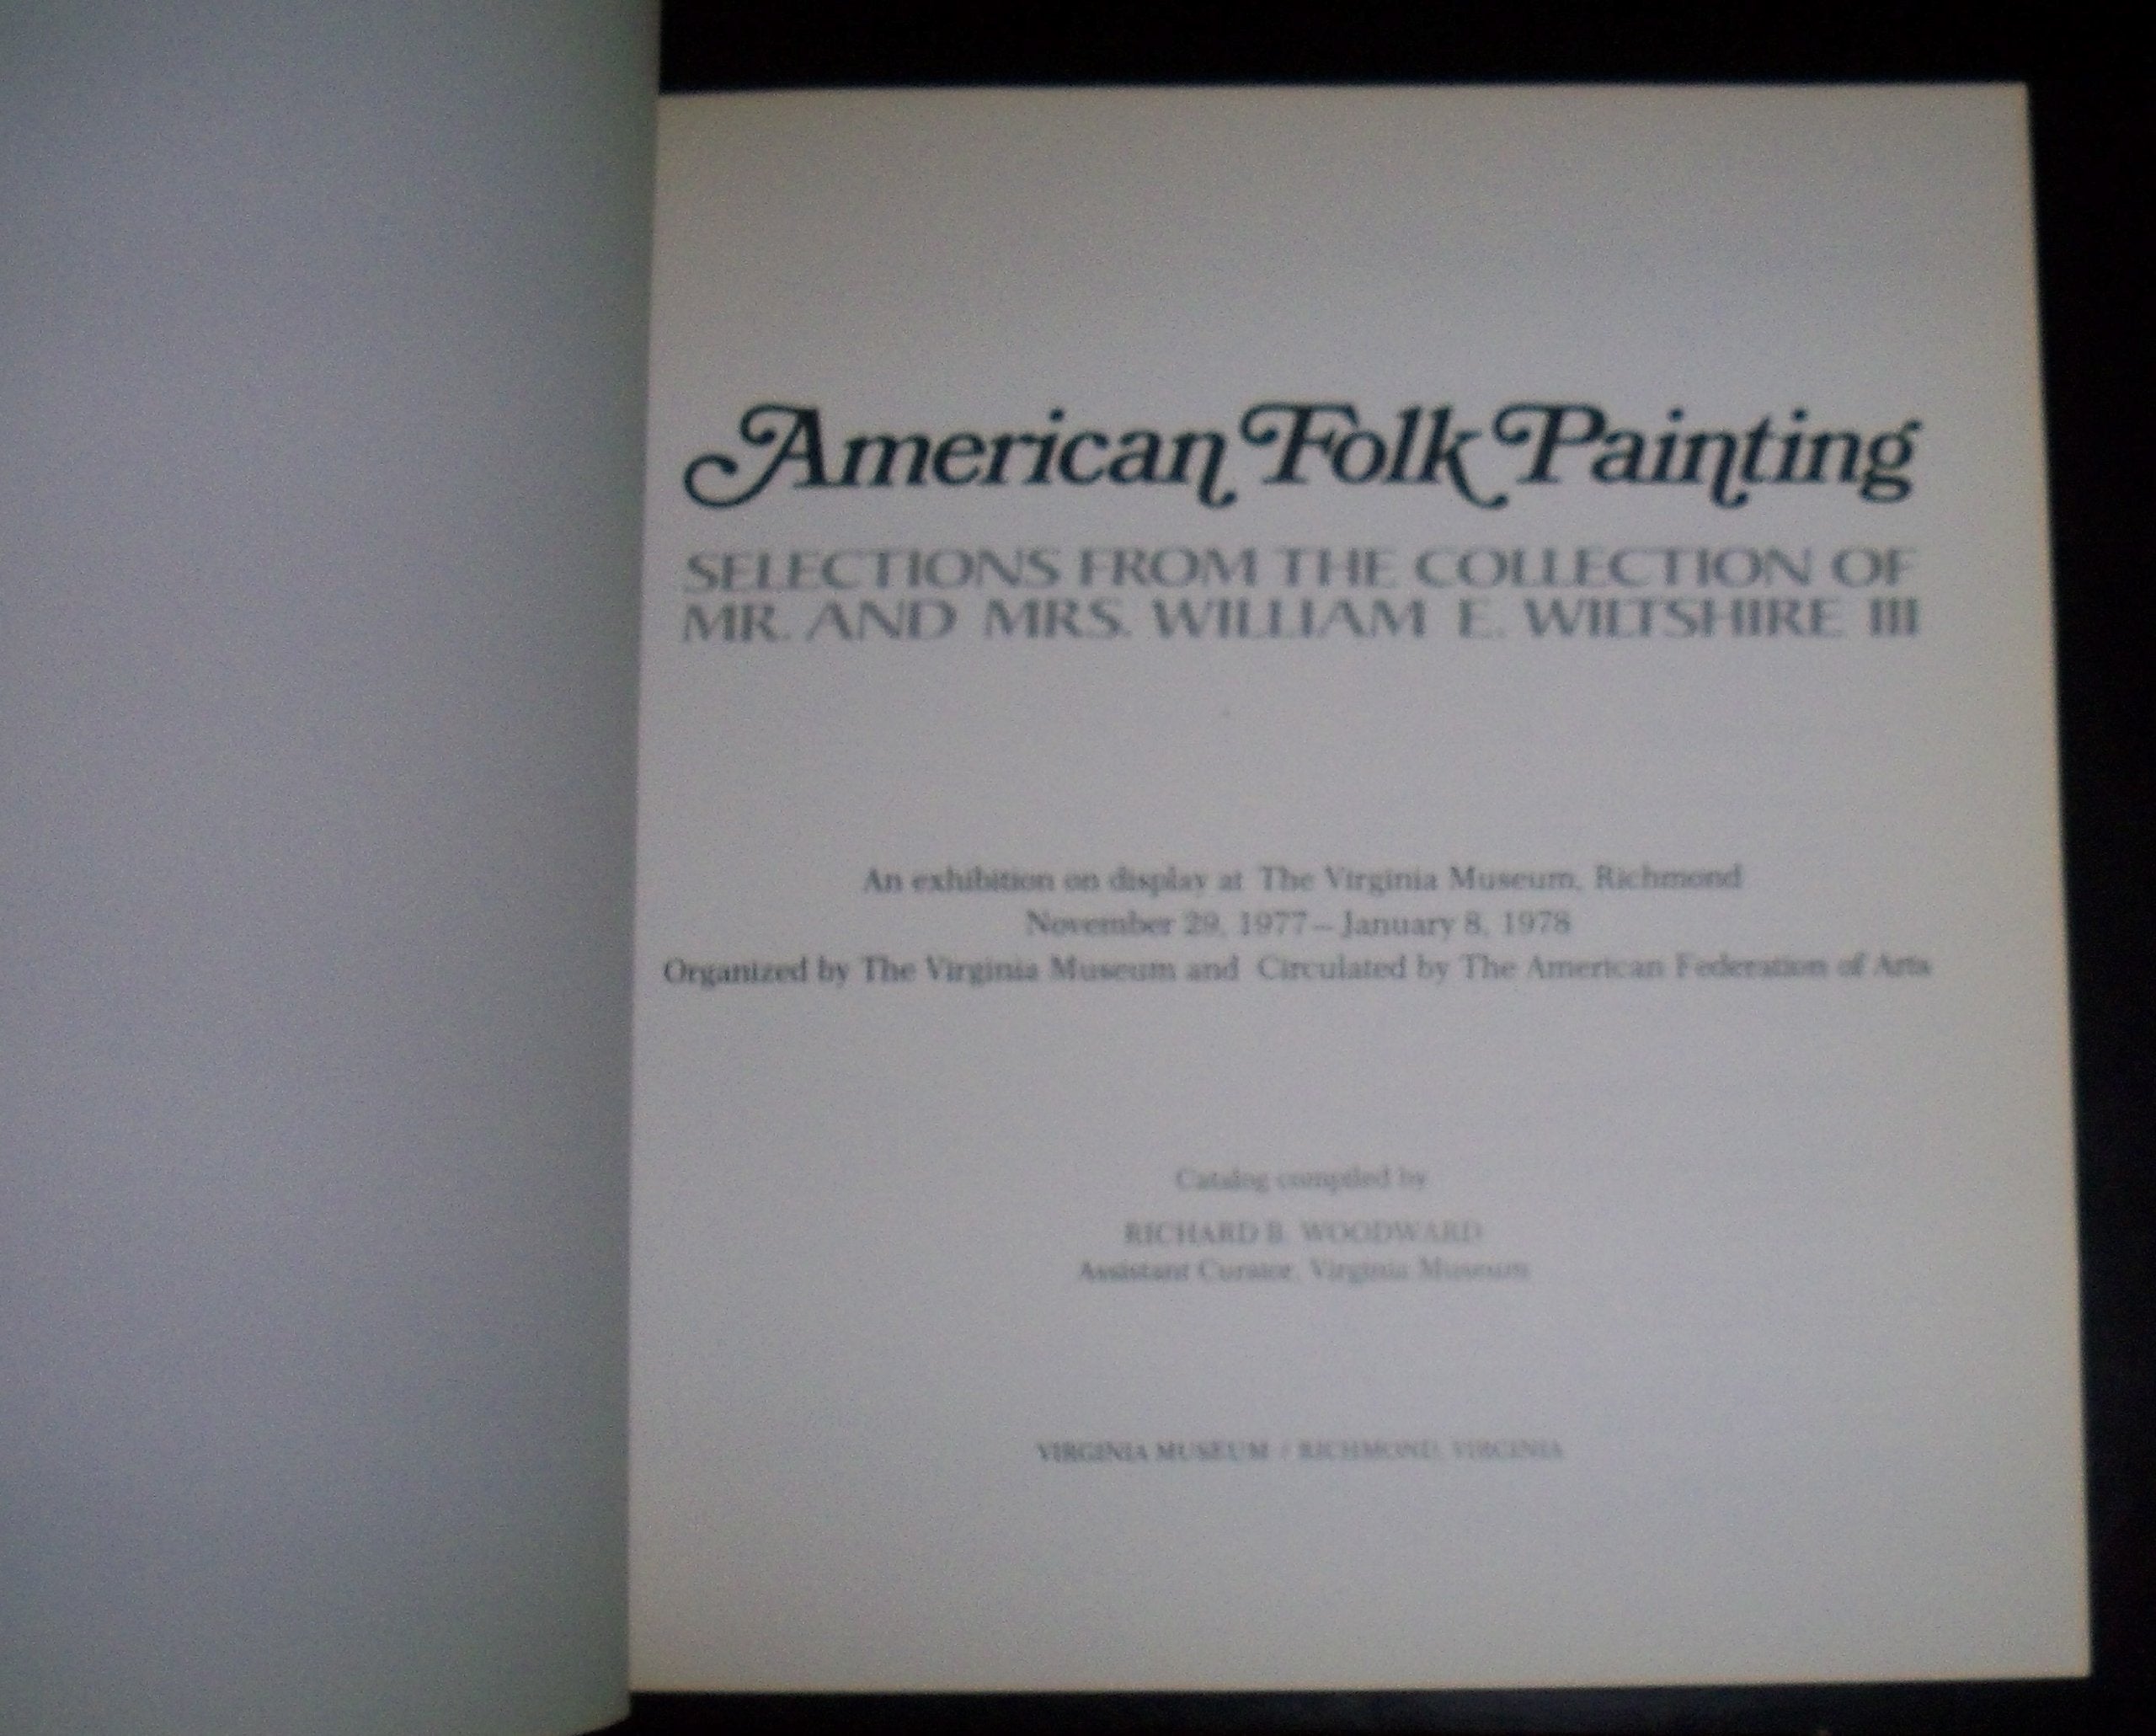 American Folk Painting
SELECTIONS FROM THE COLLECTION OF
MR. AND MRS. WILLIAM E. WILTSHIRE III
An exhibition on display at The Virginia Museum, Richmond
November 29, 1977 – January 8, 1978
Organized by The Virginia Museum and Circulated by The American Federation of Arts
Catalog compiled by
RICHARD B. WOODWARD
Assistant Curator, Virginia Museum
VIRGINIA MUSEUM / RICHMOND, VIRGINIA